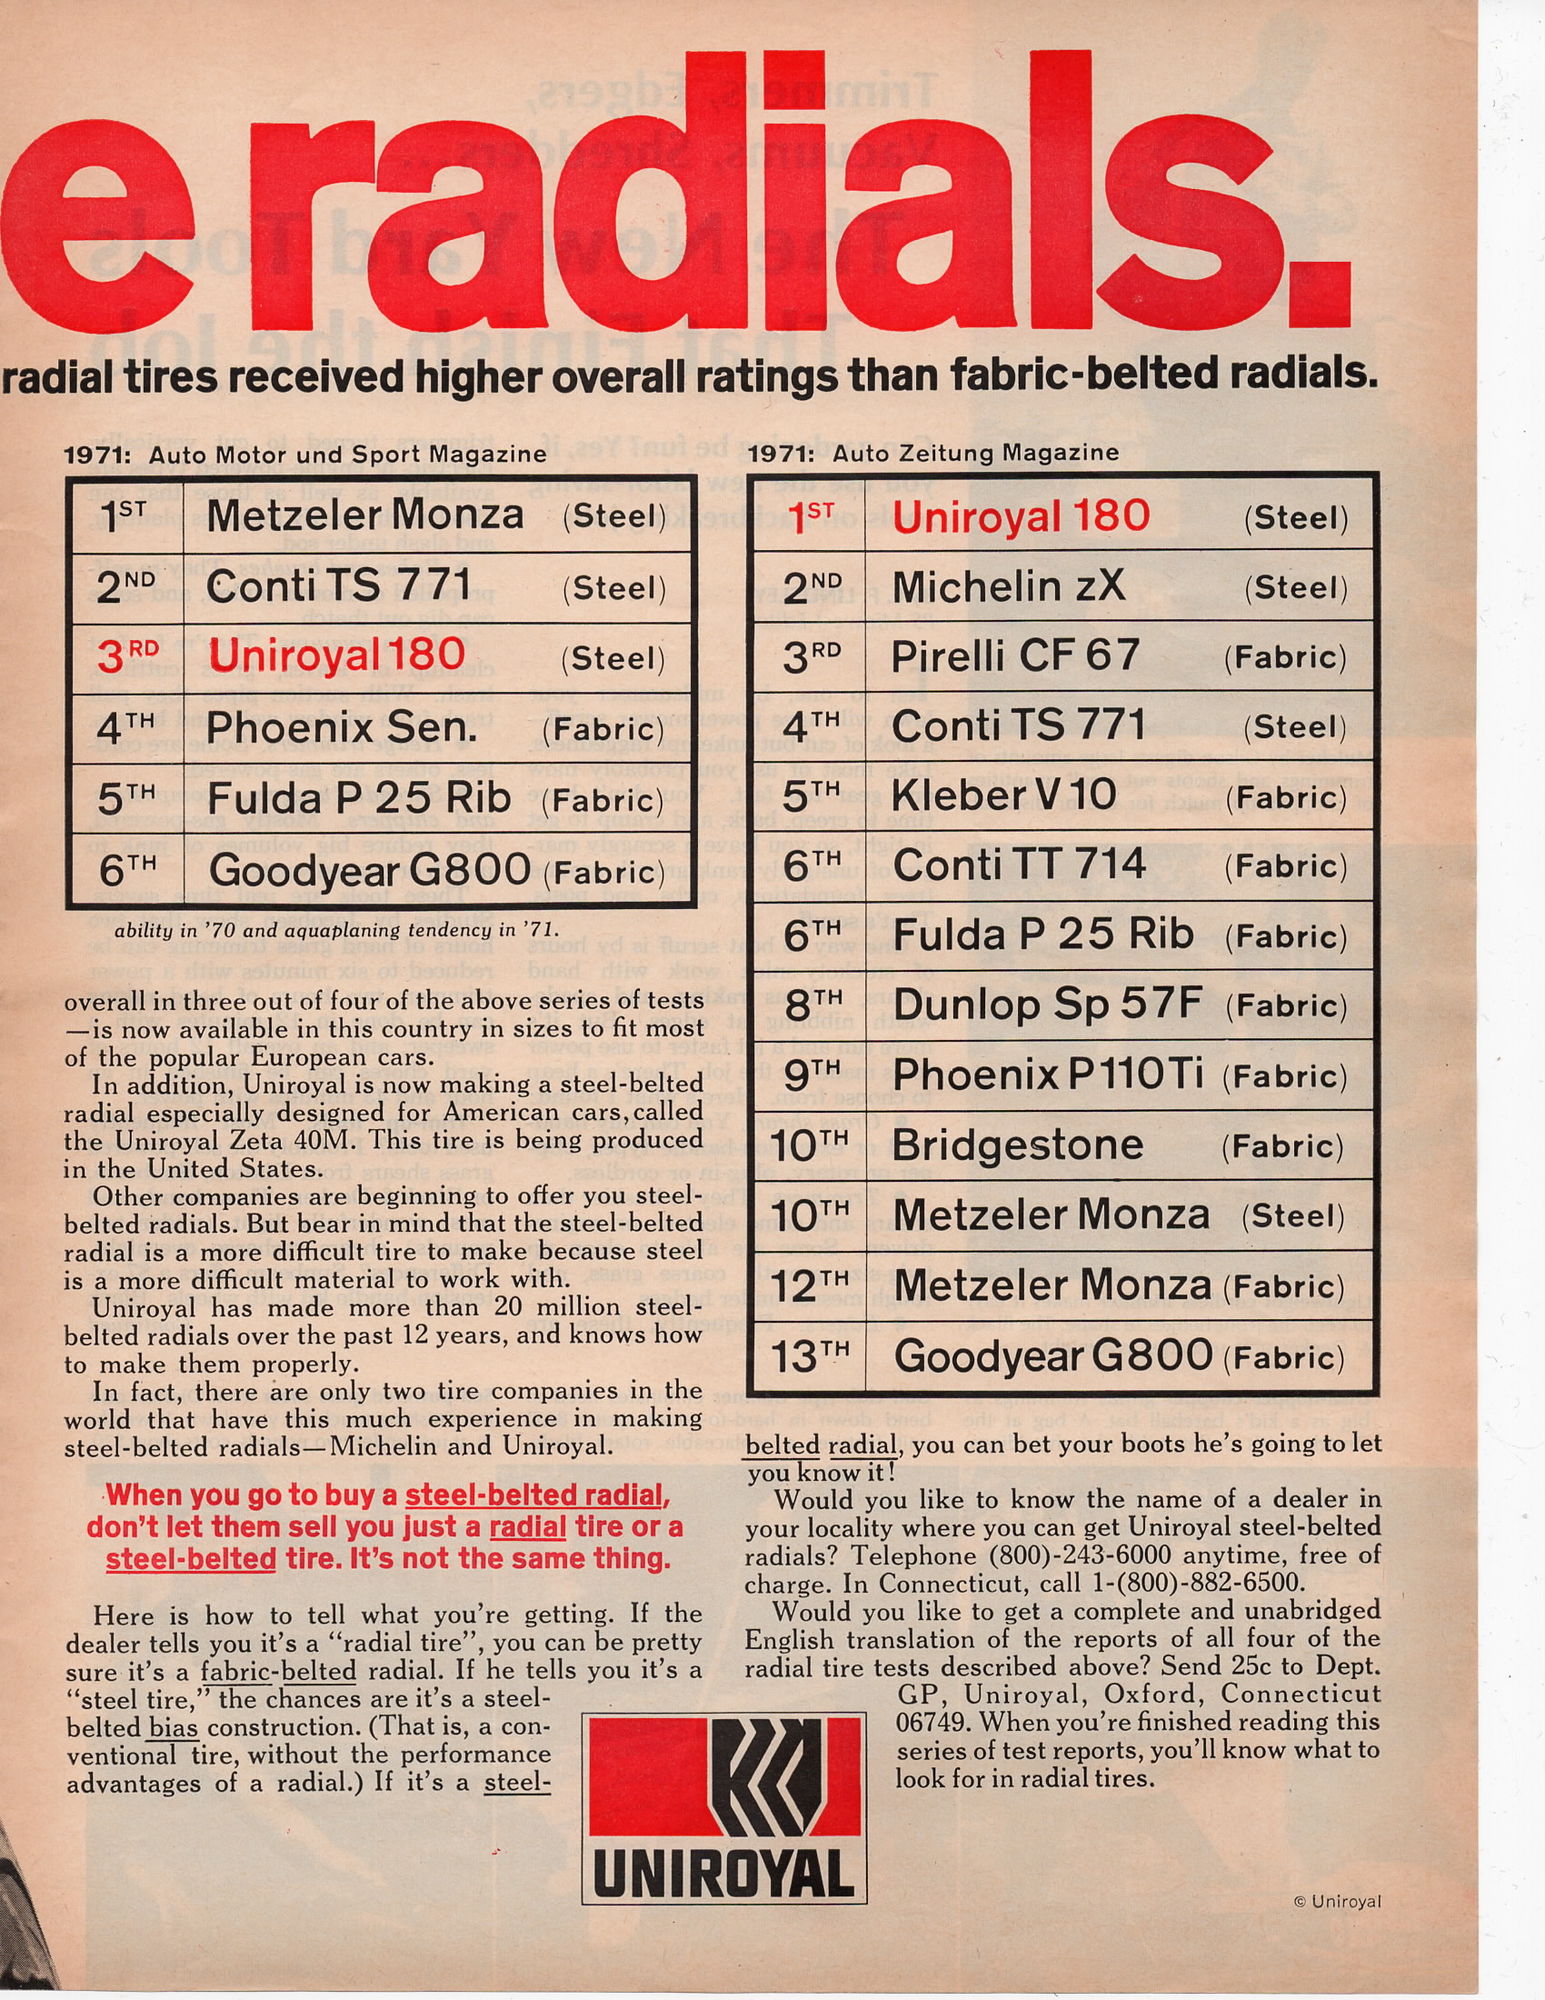 e radials.
radial tires received higher overall ratings than fabric-belted radials.
1971: Auto Motor und Sport Magazine
1ST Metzeler Monza (Steel)
2ND Conti TS 771 (Steel)
3RD Uniroyal 180 (Steel)
4TH Phoenix Sen. (Fabric)
5TH Fulda P 25 Rib (Fabric)
6TH Goodyear G800 (Fabric)
ability in '70 and aquaplaning tendency in '71.
overall in three out of four of the above series of tests
—is now available in this country in sizes to fit most
of the popular European cars.
In addition, Uniroyal is now making a steel-belted
radial especially designed for American cars, called
the Uniroyal Zeta 40M. This tire is being produced
in the United States.
Other companies are beginning to offer you steel-
belted radials. But bear in mind that the steel-belted
radial is a more difficult tire to make because steel
is a more difficult material to work with.
Uniroyal has made more than 20 million steel-
belted radials over the past 12 years, and knows how
to make them properly.
In fact, there are only two tire companies in the
world that have this much experience in making
steel-belted radials—Michelin and Uniroyal.
When you go to buy a steel-belted radial,
don't let them sell you just a radial tire or a
steel-belted tire. It's not the same thing.
Here is how to tell what you're getting. If the
dealer tells you it's a "radial tire", you can be pretty
sure it's a fabric-belted radial. If he tells you it's a
"steel tire," the chances are it's a steel-
belted bias construction. (That is, a con-
ventional tire, without the performance
advantages of a radial.) If it's a steel-
1971: Auto Zeitung Magazine
1ST Uniroyal 180 (Steel)
2ND Michelin zX (Steel)
3RD Pirelli CF 67 (Fabric)
4TH Conti TS 771 (Steel)
5TH Kleber V 10 (Fabric)
6TH Conti TT 714 (Fabric)
6TH Fulda P 25 Rib (Fabric)
8TH Dunlop Sp 57F (Fabric)
9TH Phoenix P110Ti (Fabric)
10TH Bridgestone (Fabric)
10TH Metzeler Monza (Steel)
12TH Metzeler Monza (Fabric)
13TH Goodyear G800 (Fabric)
belted radial, you can bet your boots he's going to let
you know it!
Would you like to know the name of a dealer in
your locality where you can get Uniroyal steel-belted
radials? Telephone (800)-243-6000 anytime, free of
charge. In Connecticut, call 1-(800)-882-6500.
Would you like to get a complete and unabridged
English translation of the reports of all four of the
radial tire tests described above? Send 25c to Dept.
GP, Uniroyal, Oxford, Connecticut
06749. When you're finished reading this
series of test reports, you'll know what to
look for in radial tires.
UNIROYAL
© Uniroyal